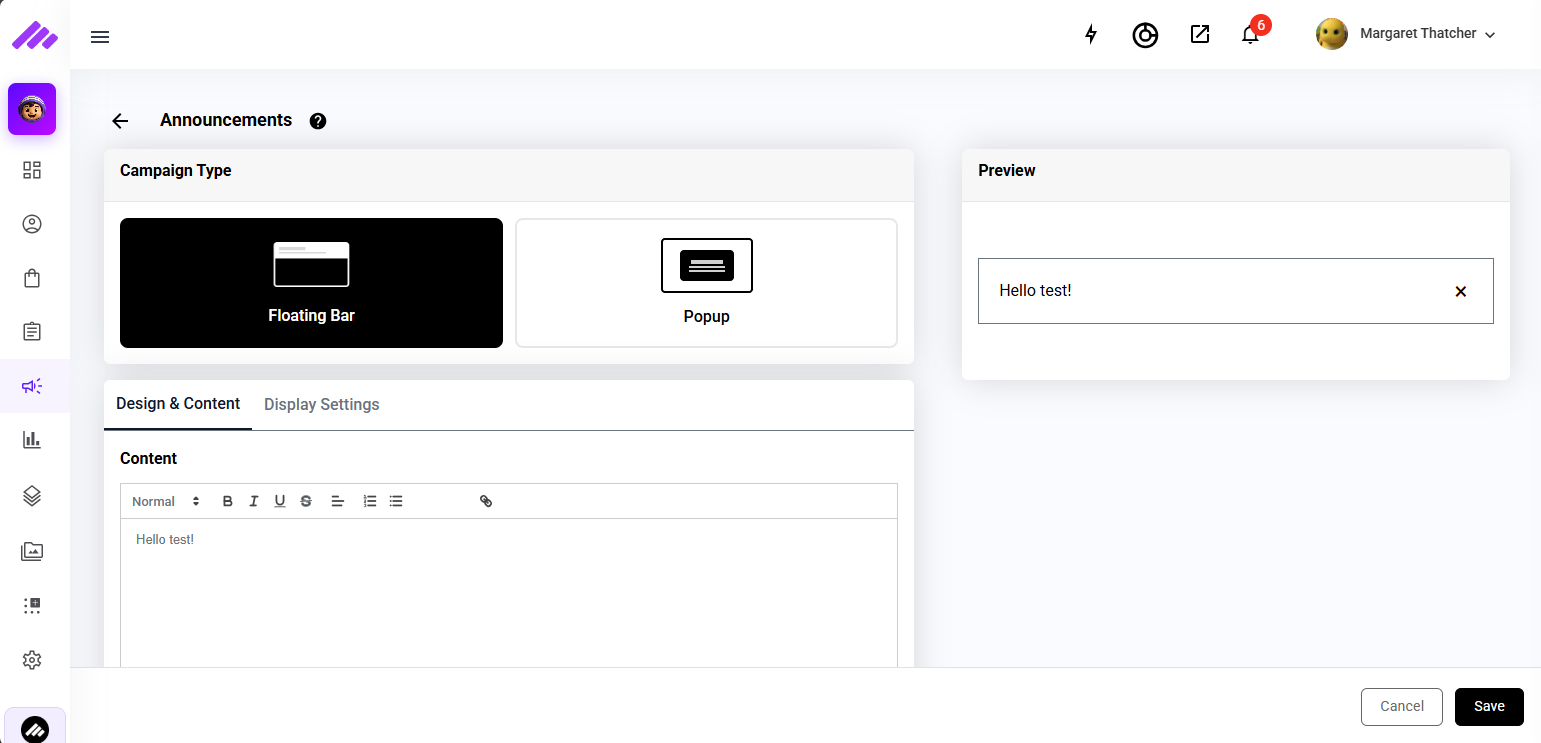 6
Margaret Thatcher
Announcements
Campaign Type
Floating Bar
Popup
Preview
Hello test!
Design & Content
Display Settings
Content
Normal
Hello test!
Cancel
Save